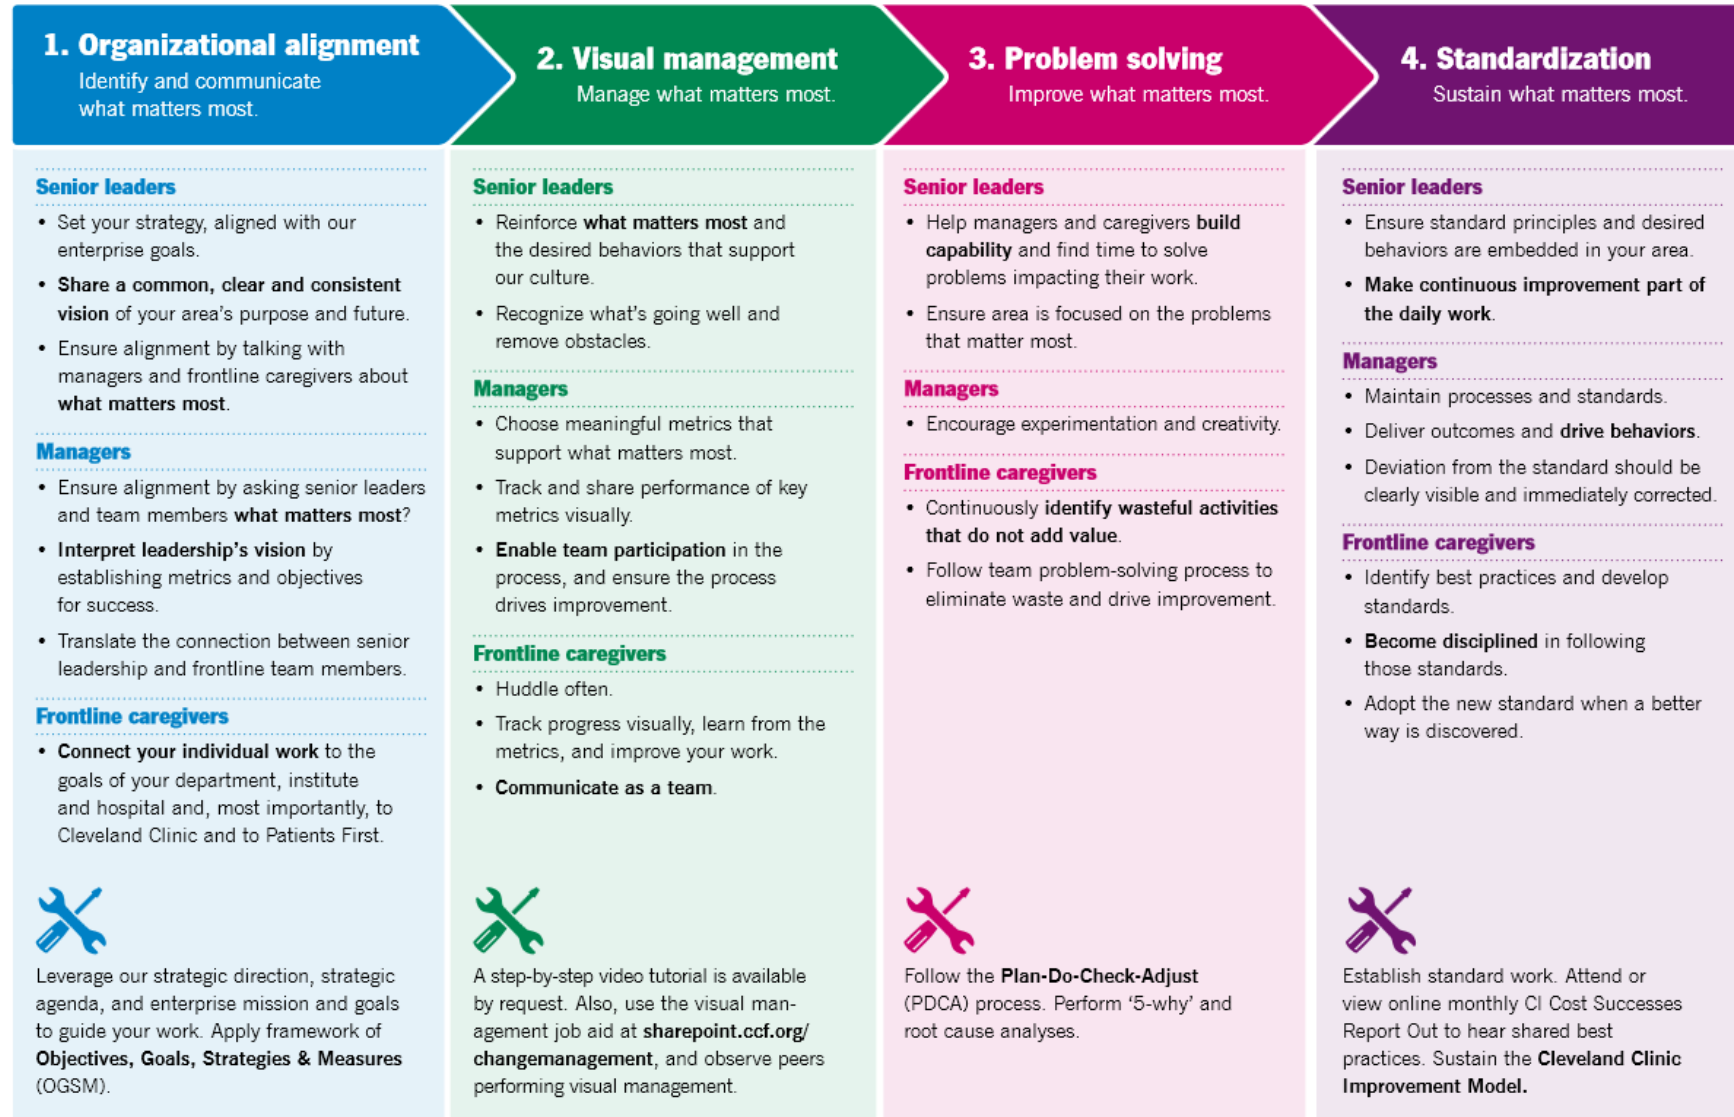 1. Organizational alignment
Identify and communicate
what matters most.
Senior leaders
• Set your strategy, aligned with our
enterprise goals.
• Share a common, clear and consistent
vision of your area's purpose and future.
• Ensure alignment by talking with
managers and frontline caregivers about
what matters most.
Managers
• Ensure alignment by asking senior leaders
and team members what matters most?
• Interpret leadership's vision by
establishing metrics and objectives
for success.
• Translate the connection between senior
leadership and frontline team members.
Frontline caregivers
• Connect your individual work to the
goals of your department, institute
and hospital and, most importantly, to
Cleveland Clinic and to Patients First.
Leverage our strategic direction, strategic
agenda, and enterprise mission and goals
to guide your work. Apply framework of
Objectives, Goals, Strategies & Measures
(OGSM).
2. Visual management
Manage what matters most.
Senior leaders
• Reinforce what matters most and
the desired behaviors that support
our culture.
• Recognize what's going well and
remove obstacles.
Managers
• Choose meaningful metrics that
support what matters most.
• Track and share performance of key
metrics visually.
• Enable team participation in the
process, and ensure the process
drives improvement.
Frontline caregivers
• Huddle often.
• Track progress visually, learn from the
metrics, and improve your work.
• Communicate as a team.
A step-by-step video tutorial is available
by request. Also, use the visual man-
agement job aid at sharepoint.ccf.org/
changemanagement, and observe peers
performing visual management.
3. Problem solving
Improve what matters most.
Senior leaders
• Help managers and caregivers build
capability and find time to solve
problems impacting their work.
• Ensure area is focused on the problems
that matter most.
Managers
• Encourage experimentation and creativity.
Frontline caregivers
• Continuously identify wasteful activities
that do not add value.
• Follow team problem-solving process to
eliminate waste and drive improvement.
Follow the Plan-Do-Check-Adjust
(PDCA) process. Perform '5-why' and
root cause analyses.
4. Standardization
Sustain what matters most.
Senior leaders
• Ensure standard principles and desired
behaviors are embedded in your area.
• Make continuous improvement part of
the daily work.
Managers
• Maintain processes and standards.
• Deliver outcomes and drive behaviors.
• Deviation from the standard should be
clearly visible and immediately corrected.
Frontline caregivers
• Identify best practices and develop
standards.
• Become disciplined in following
those standards.
• Adopt the new standard when a better
way is discovered.
Establish standard work. Attend or
view online monthly CI Cost Successes
Report Out to hear shared best
practices. Sustain the Cleveland Clinic
Improvement Model.